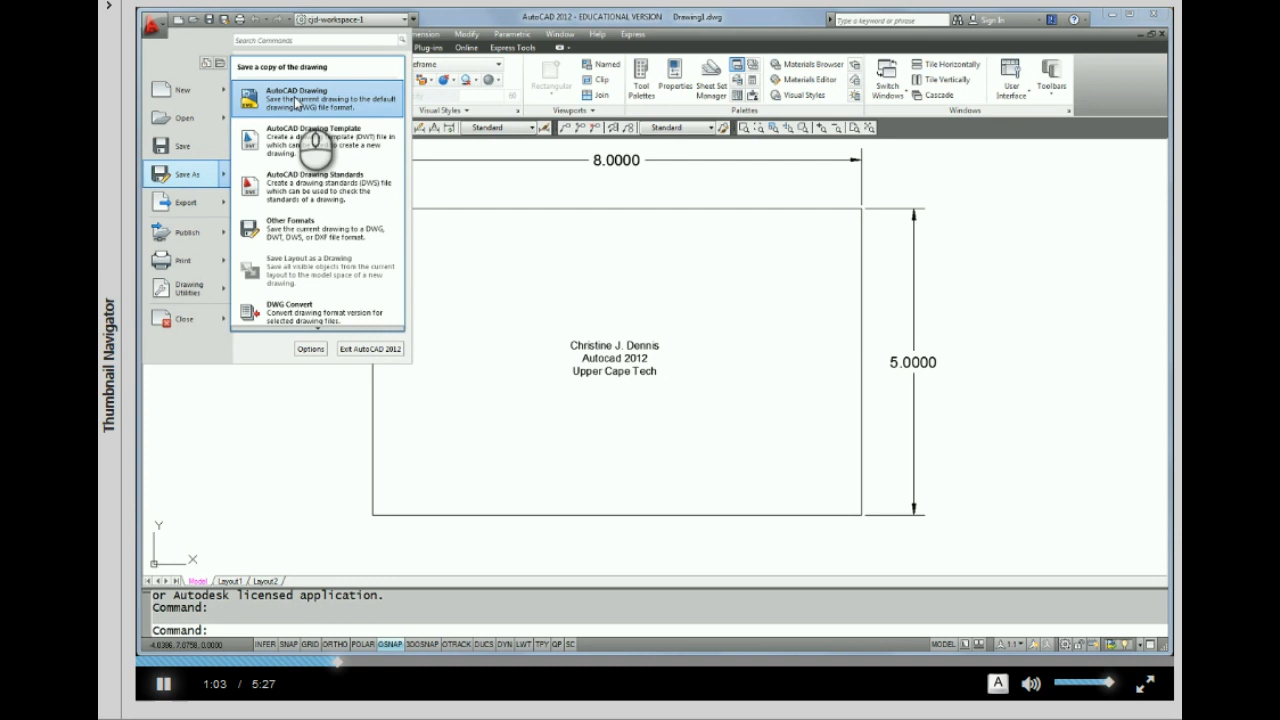 cjd-workspace-1
AutoCAD 2012 - EDUCATIONAL VERSION Drawing1.dwg
Type a keyword or phrase
Sign In
Modify Parametric Window Help Express
Plug-ins Online Express Tools
Search Commands
Save a copy of the drawing
New
Open
Save
Save As
Export
Publish
Print
Drawing
Utilities
Close
AutoCAD Drawing
Save the current drawing to the default
drawing (DWG) file format.
AutoCAD Drawing Template
drawing.
AutoCAD Drawing Standards
Create a drawing standards (DWS) file
which can be used to check the
standards of a drawing.
Other Formats
Save the current drawing to a DWG,
DWT, DWS, or DXF file format.
Save Layout as a Drawing
Save all visible objects from the current
layout to the model space of a new
drawing.
DWG Convert
Convert drawing format version for
selected drawing files.
Options
Exit AutoCAD 2012
Visual Styles
Rectangular
Named
Clip
Join
Viewports
Tool
Palettes
Properties
Sheet Set
Manager
Materials Browser
Materials Editor
Visual Styles
Palettes
Switch
Windows
Tile Horizontally
Tile Vertically
Cascade
User
Interface
Toolbars
Windows
Standard
Standard
8.0000
5.0000
Christine J. Dennis
Autocad 2012
Upper Cape Tech
Y
X
Model Layout1 Layout2
or Autodesk licensed application.
Command:
Command:
-4.0386, 7.0758, 0.0000
INFER SNAP GRID ORTHO POLAR OSNAP 3DOSNAP OTRACK DUCS DYN LWT TPY QP SC
MODEL
1:1
Thumbnail Navigator
1:03 / 5:27
A